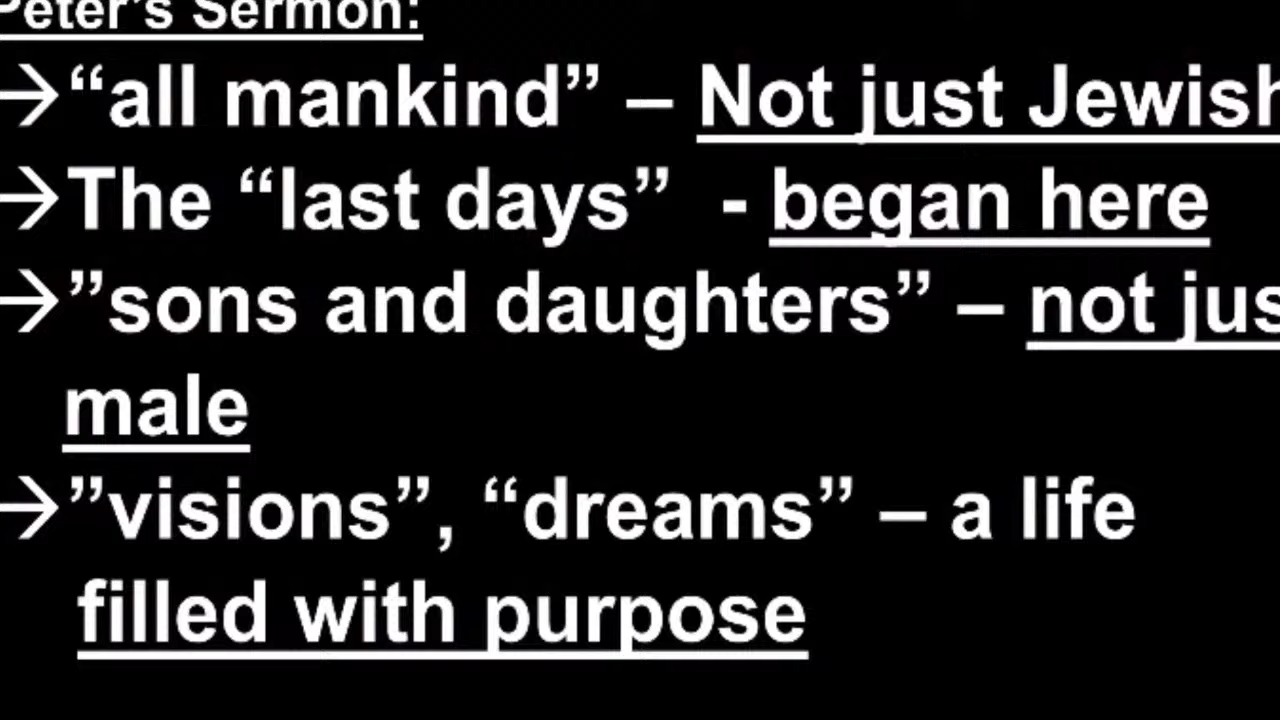 Peter's Sermon:
→“all mankind” – Not just Jewish
→The “last days” - began here
→”sons and daughters” – not jus
male
→”visions”, “dreams” – a life
filled with purpose